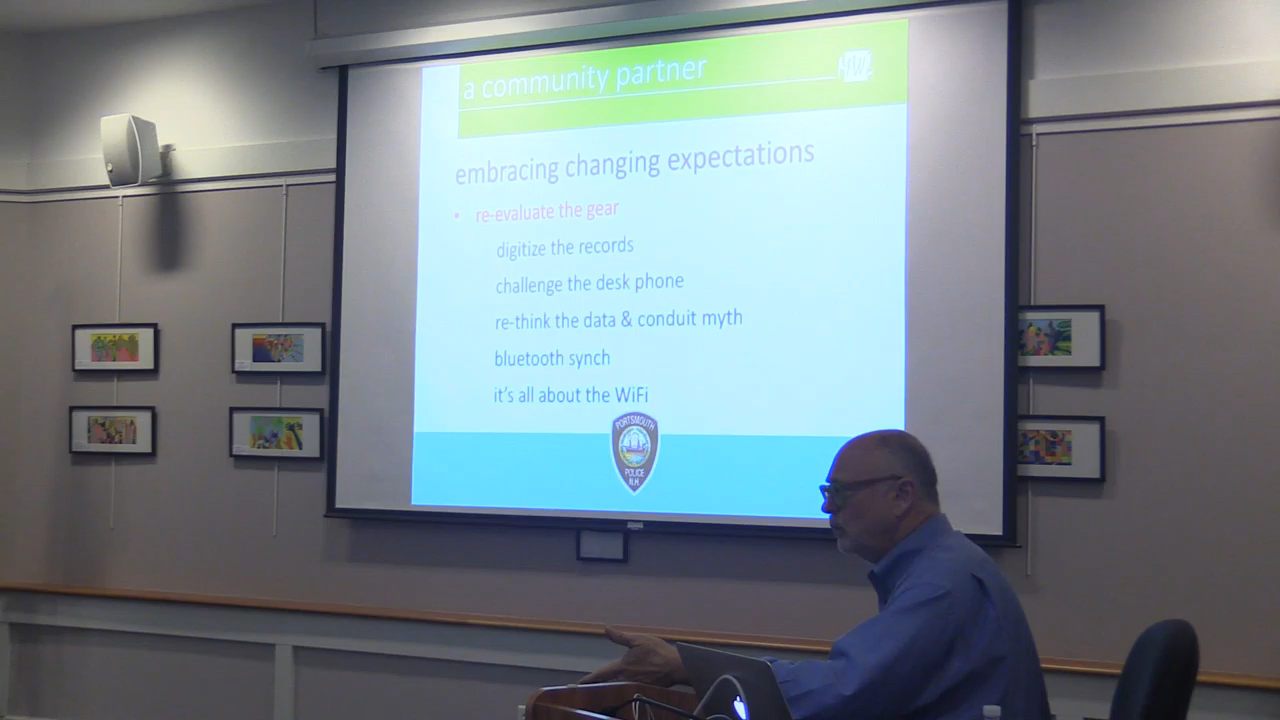 a community partner
embracing changing expectations
• re-evaluate the gear
digitize the records
challenge the desk phone
re-think the data & conduit myth
bluetooth synch
it's all about the WiFi
PORTSMOUTH
POLICE
N.H